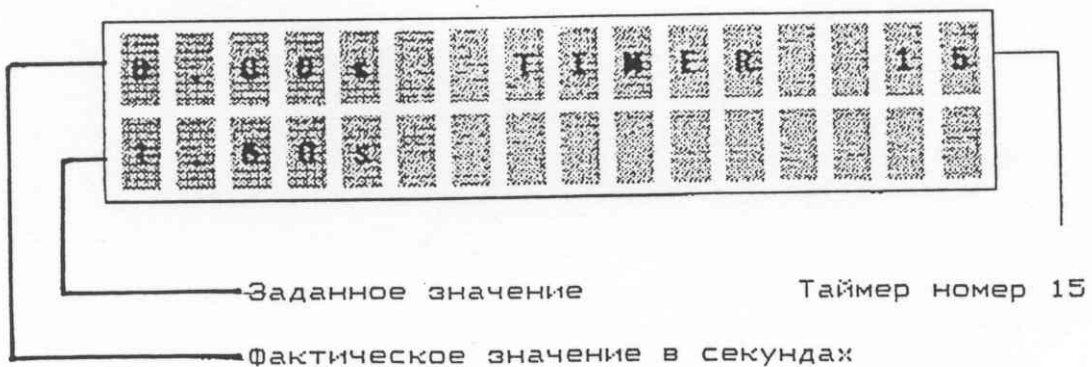 0.00s TIMER 15
1.60s
Заданное значение Таймер номер 15
Фактическое значение в секундах